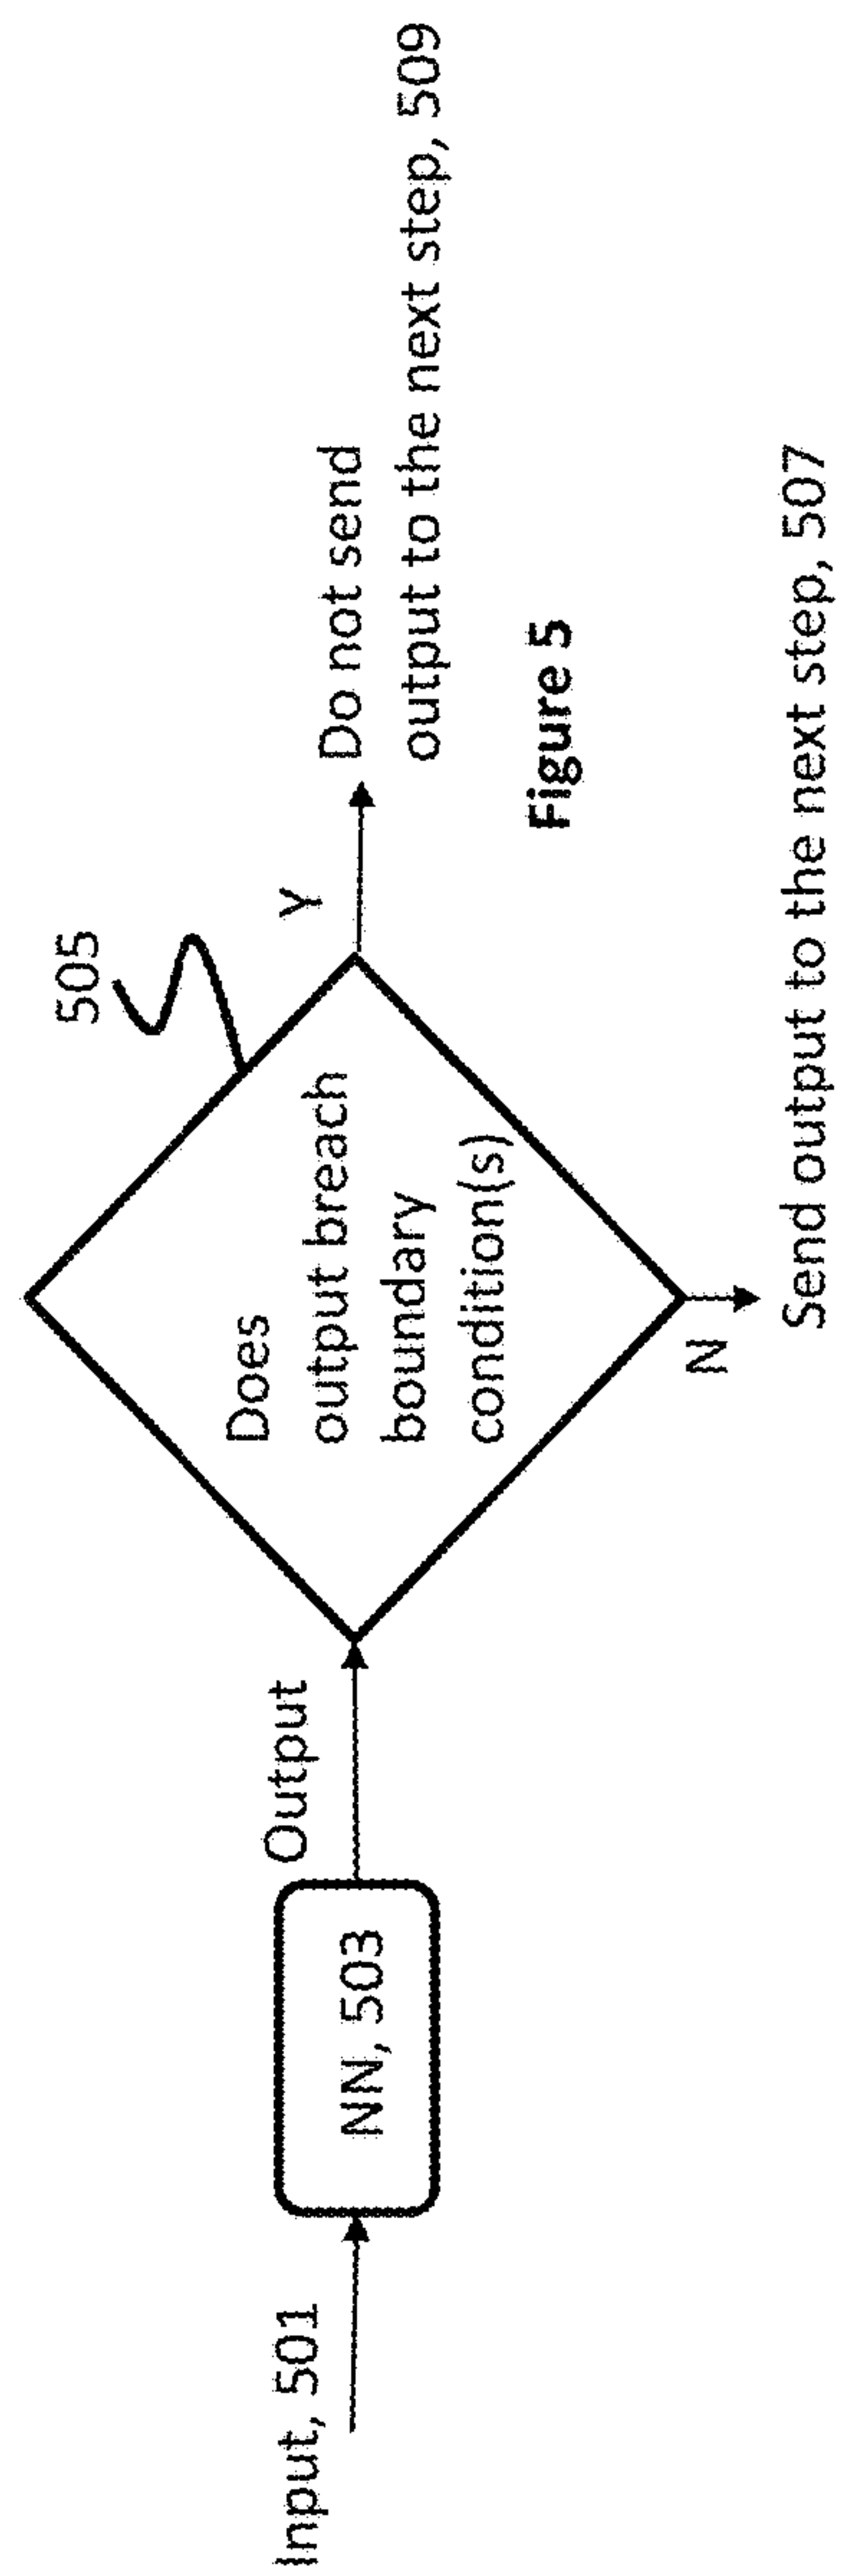 Input, 501
NN, 503
Output
Does
output breach
boundary
condition(s)
505
Y
Do not send
output to the next step, 509
N
Send output to the next step, 507
Figure 5